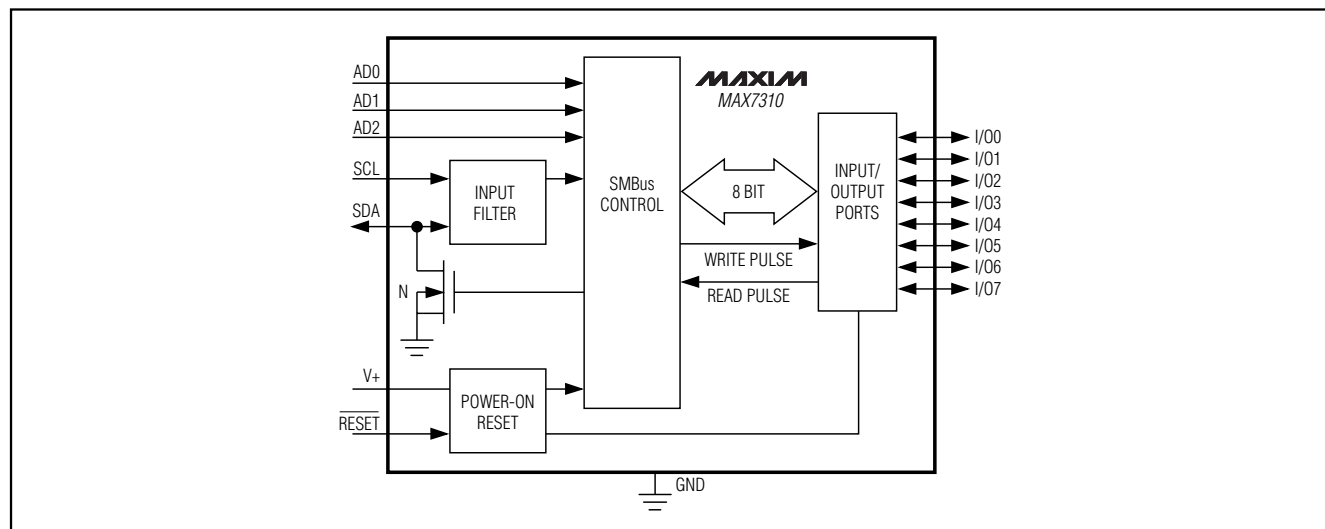 AD0
AD1
AD2
SCL
SDA
N
V+
RESET
INPUT
FILTER
POWER-ON
RESET
SMBus
CONTROL
MAXIM
MAX7310
8 BIT
WRITE PULSE
READ PULSE
INPUT/
OUTPUT
PORTS
I/O0
I/O1
I/O2
I/O3
I/O4
I/O5
I/O6
I/O7
GND